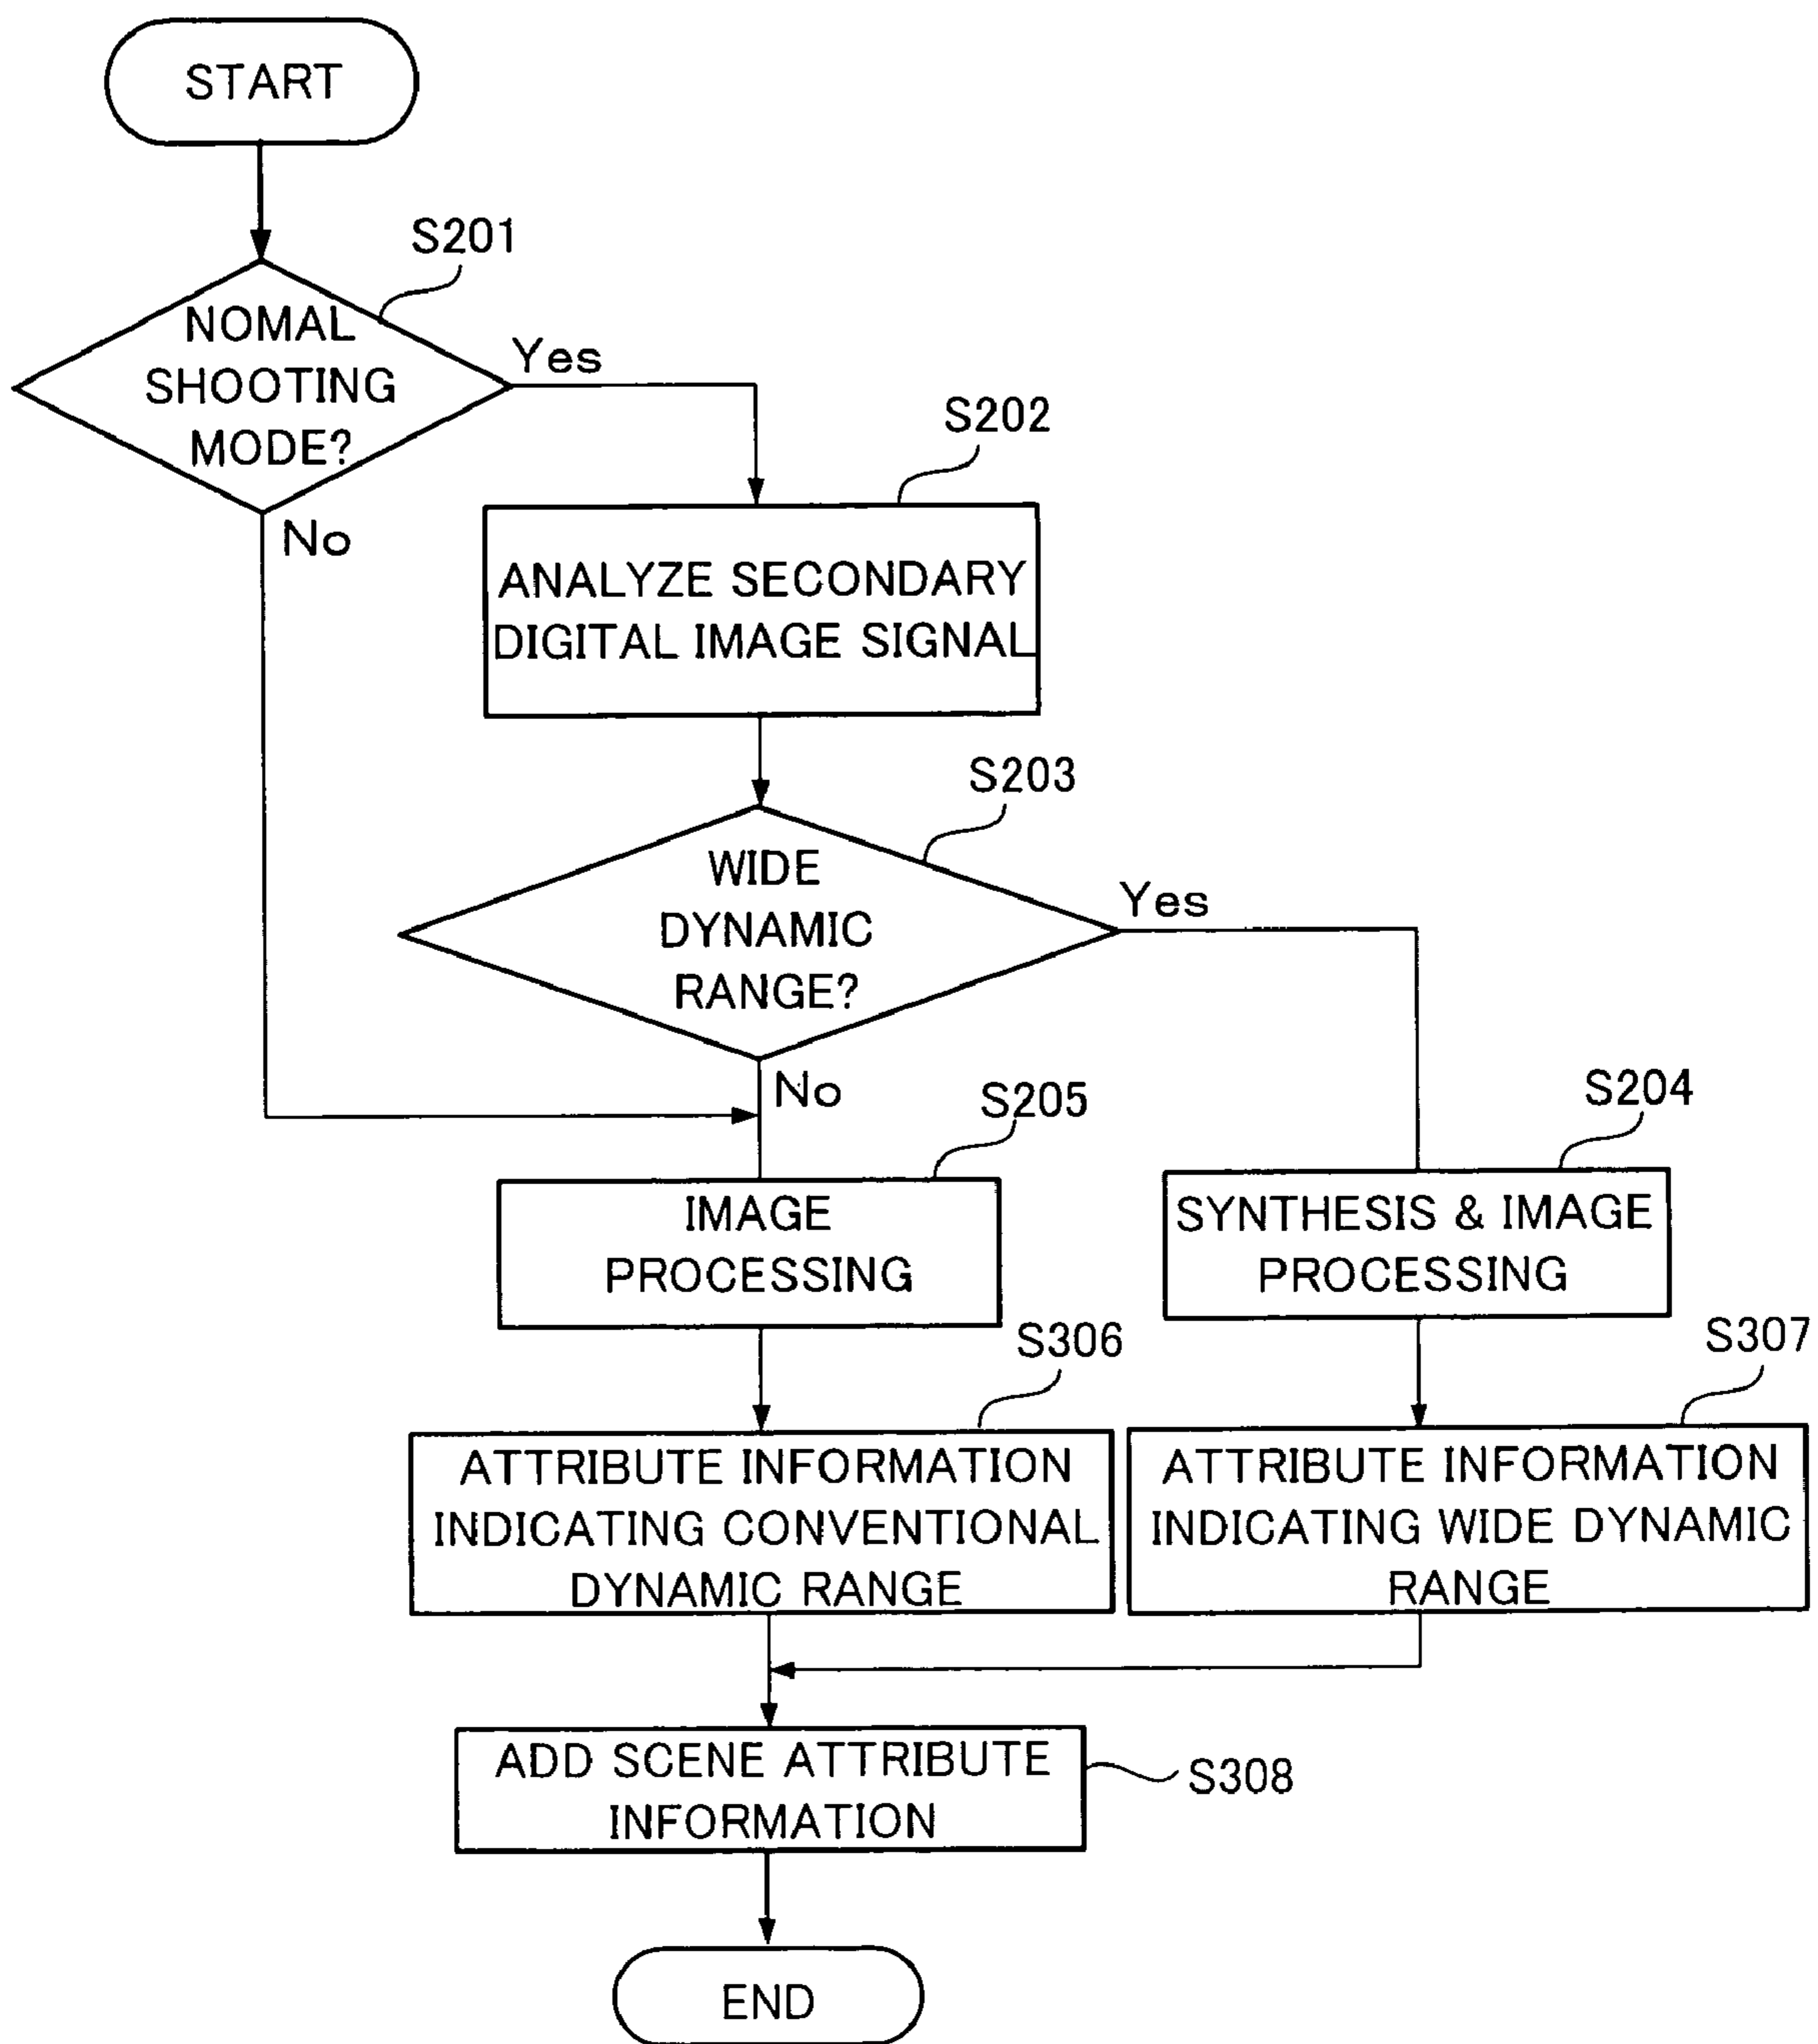 START
S201
NOMAL
SHOOTING
MODE?
Yes
No
S202
ANALYZE SECONDARY
DIGITAL IMAGE SIGNAL
S203
WIDE
DYNAMIC
RANGE?
Yes
No
S205
IMAGE
PROCESSING
S204
SYNTHESIS & IMAGE
PROCESSING
S306
ATTRIBUTE INFORMATION
INDICATING CONVENTIONAL
DYNAMIC RANGE
S307
ATTRIBUTE INFORMATION
INDICATING WIDE DYNAMIC
RANGE
ADD SCENE ATTRIBUTE
INFORMATION
S308
END